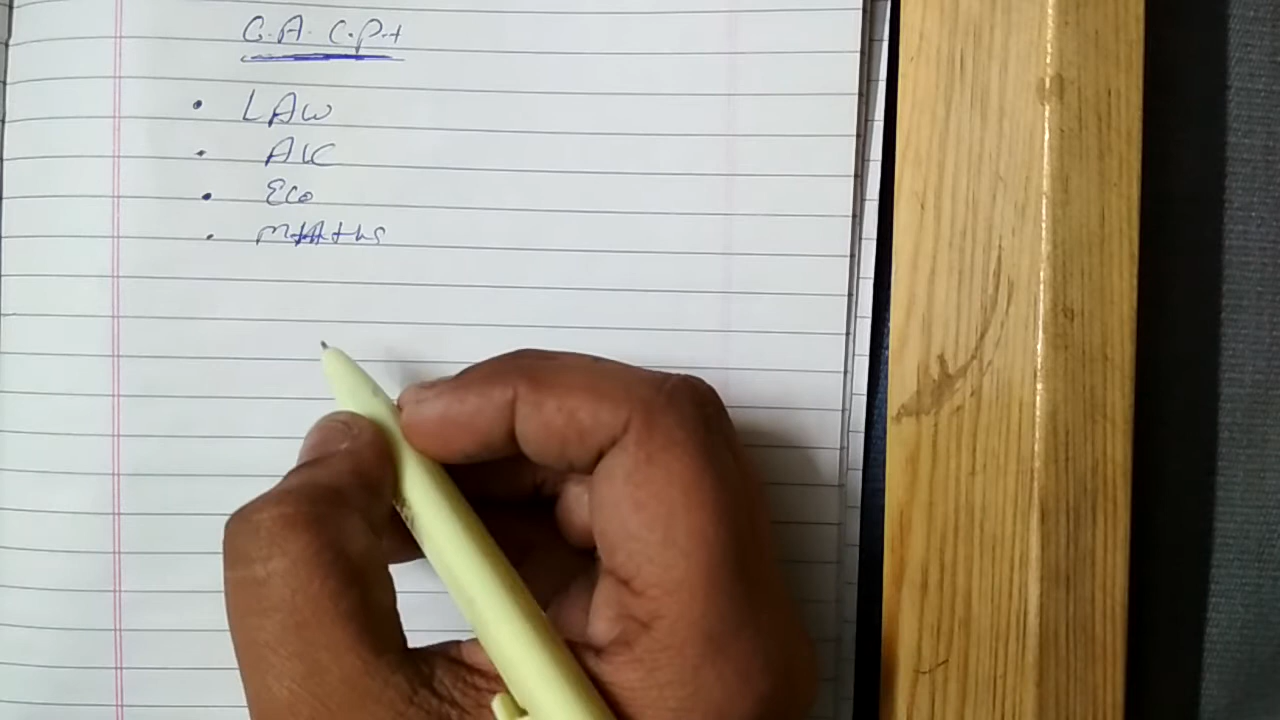 C.A. C.P.t
• LAW
• A/C
• Eco
• MAths